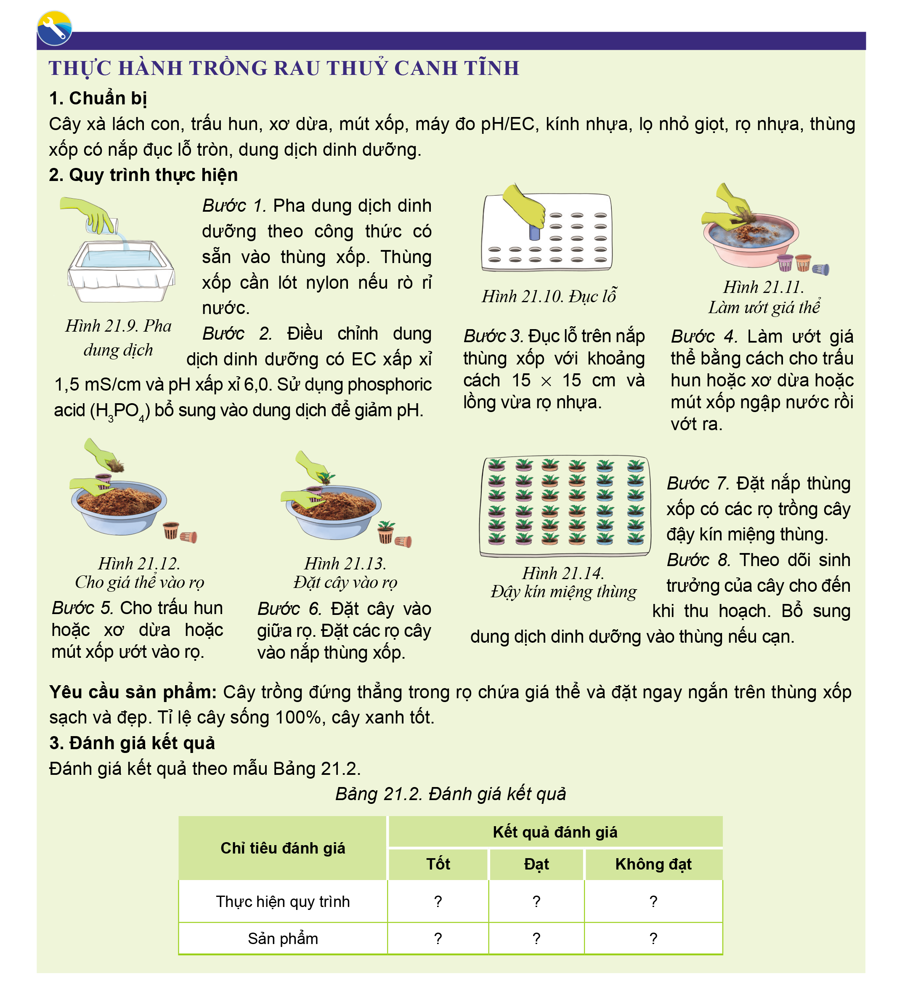 THỰC HÀNH TRỒNG RAU THUỶ CANH TĨNH
1. Chuẩn bị
Cây xà lách con, trấu hun, xơ dừa, mút xốp, máy đo pH/EC, kính nhựa, lọ nhỏ giọt, rọ nhựa, thùng
xốp có nắp đục lỗ tròn, dung dịch dinh dưỡng.
2. Quy trình thực hiện
Hình 21.9. Pha
dung dịch
Bước 1. Pha dung dịch dinh
dưỡng theo công thức có
sẵn vào thùng xốp. Thùng
xốp cần lót nylon nếu rò rỉ
nước.
Bước 2. Điều chỉnh dung
dịch dinh dưỡng có EC xấp xỉ
1,5 mS/cm và pH xấp xỉ 6,0. Sử dụng phosphoric
acid (H₃PO₄) bổ sung vào dung dịch để giảm pH.
Hình 21.10. Đục lỗ
Bước 3. Đục lỗ trên nắp
thùng xốp với khoảng
cách 15 × 15 cm và
lồng vừa rọ nhựa.
Hình 21.11.
Làm ướt giá thể
Bước 4. Làm ướt giá
thể bằng cách cho trấu
hun hoặc xơ dừa hoặc
mút xốp ngập nước rồi
vớt ra.
Hình 21.12.
Cho giá thể vào rọ
Bước 5. Cho trấu hun
hoặc xơ dừa hoặc
mút xốp ướt vào rọ.
Hình 21.13.
Đặt cây vào rọ
Bước 6. Đặt cây vào
giữa rọ. Đặt các rọ cây
vào nắp thùng xốp.
Hình 21.14.
Đậy kín miệng thùng
Bước 7. Đặt nắp thùng
xốp có các rọ trồng cây
đậy kín miệng thùng.
Bước 8. Theo dõi sinh
trưởng của cây cho đến
khi thu hoạch. Bổ sung
dung dịch dinh dưỡng vào thùng nếu cạn.
Yêu cầu sản phẩm: Cây trồng đứng thẳng trong rọ chứa giá thể và đặt ngay ngắn trên thùng xốp
sạch và đẹp. Tỉ lệ cây sống 100%, cây xanh tốt.
3. Đánh giá kết quả
Đánh giá kết quả theo mẫu Bảng 21.2.
Bảng 21.2. Đánh giá kết quả
Chỉ tiêu đánh giá
Kết quả đánh giá
Tốt Đạt Không đạt
Thực hiện quy trình ? ? ?
Sản phẩm ? ? ?